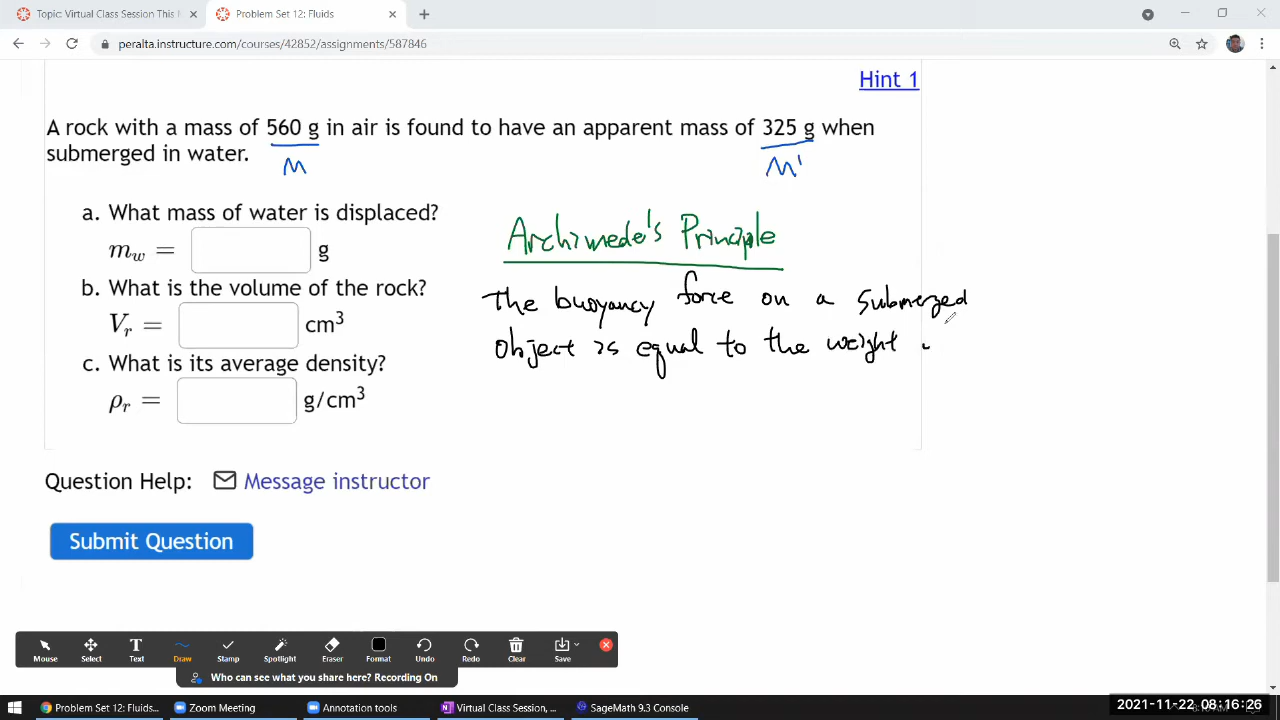 Topic: Virtual Class Session This
Problem Set 12: Fluids
peralta.instructure.com/courses/42852/assignments/587846
Hint 1
A rock with a mass of 560 g in air is found to have an apparent mass of 325 g when
submerged in water.
M
M'
a. What mass of water is displaced?
m_w = g
b. What is the volume of the rock?
V_r = cm³
c. What is its average density?
ρ_r = g/cm³
Archimede's Principle
The buoyancy force on a submerged
object is equal to the weight
Question Help: Message instructor
Submit Question
Mouse Select Text Draw Stamp Spotlight Eraser Format Undo Redo Clear Save
Who can see what you share here? Recording On
Problem Set 12: Fluids... Zoom Meeting Annotation tools Virtual Class Session, ... SageMath 9.3 Console
2021-11-22 08:16:26